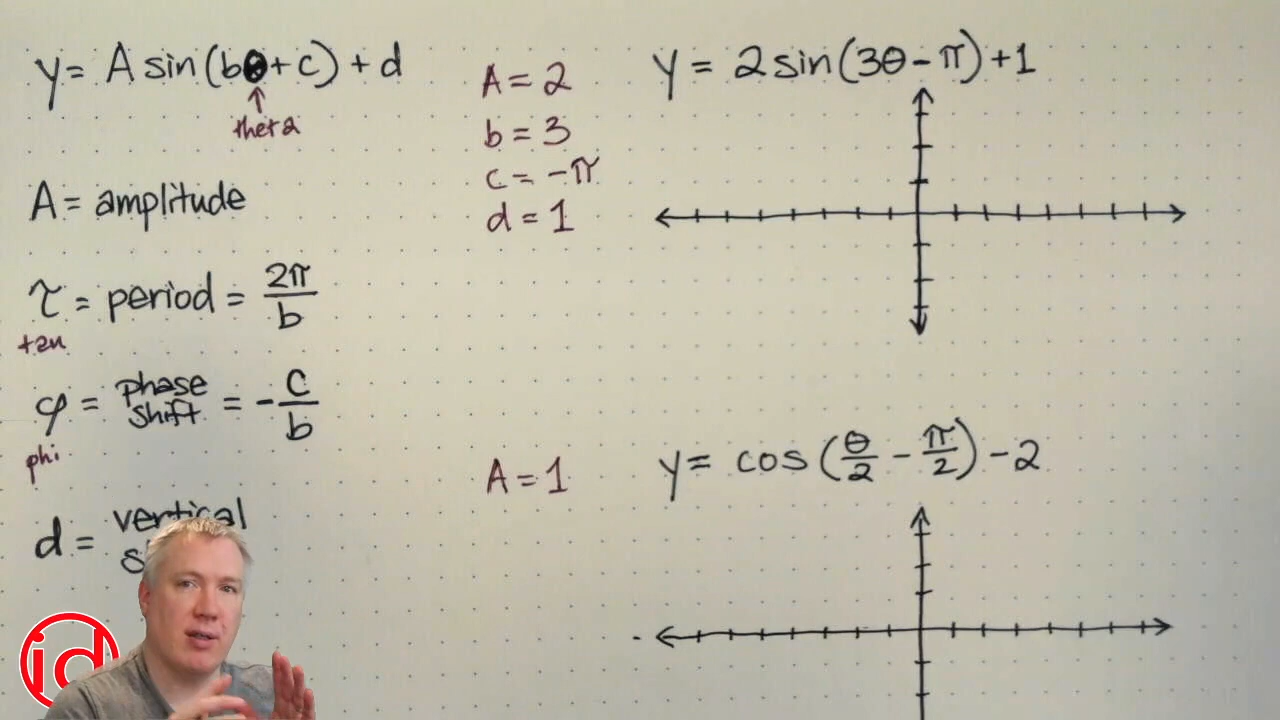 y = A sin(bθ + c) + d
↑
theta
A = amplitude
τ = period = 2π/b
tau
φ = phase shift = - c/b
phi
d = vertical
A = 2
b = 3
c = -π
d = 1
y = 2 sin(3θ - π) + 1
A = 1
y = cos(θ/2 - π/2) - 2
id